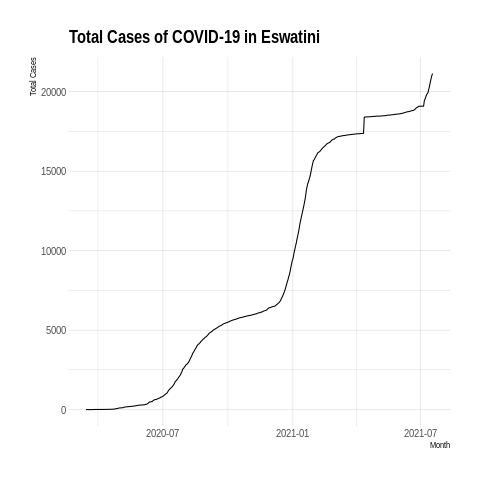 Total Cases of COVID-19 in Eswatini
Total Cases
20000
15000
10000
5000
0
2020-07
2021-01
2021-07
Month